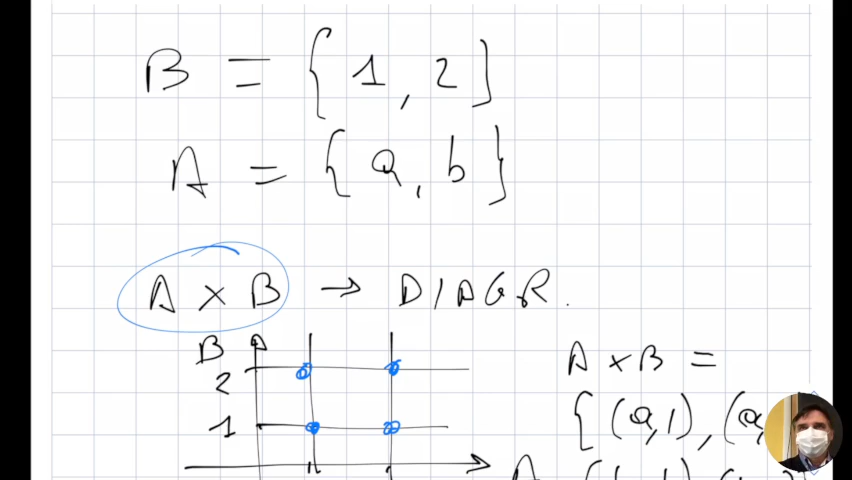 B = {1, 2}
A = {a, b}
A × B → DIAGR.
B
2
1
A × B =
{(a,1), (a,
A